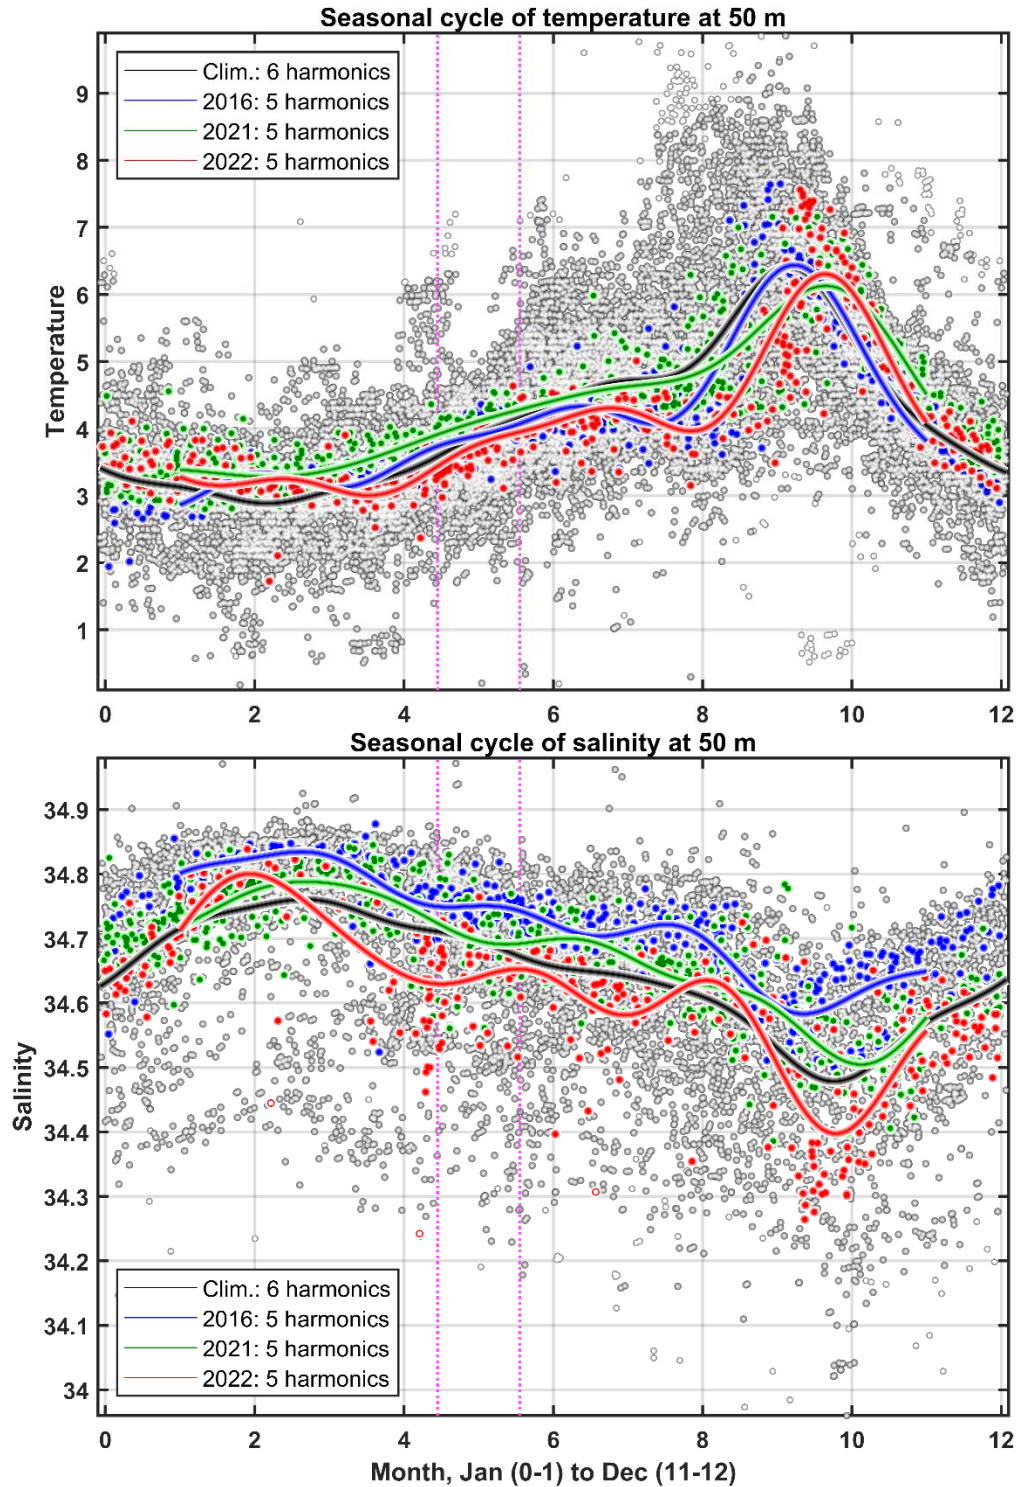 Seasonal cycle of temperature at 50 m
Clim.: 6 harmonics
2016: 5 harmonics
2021: 5 harmonics
2022: 5 harmonics
Temperature
9
8
7
6
5
4
3
2
1
0 2 4 6 8 10 12
Seasonal cycle of salinity at 50 m
Salinity
34.9
34.8
34.7
34.6
34.5
34.4
34.3
34.2
34.1
34
Clim.: 6 harmonics
2016: 5 harmonics
2021: 5 harmonics
2022: 5 harmonics
0 2 4 6 8 10 12
Month, Jan (0-1) to Dec (11-12)